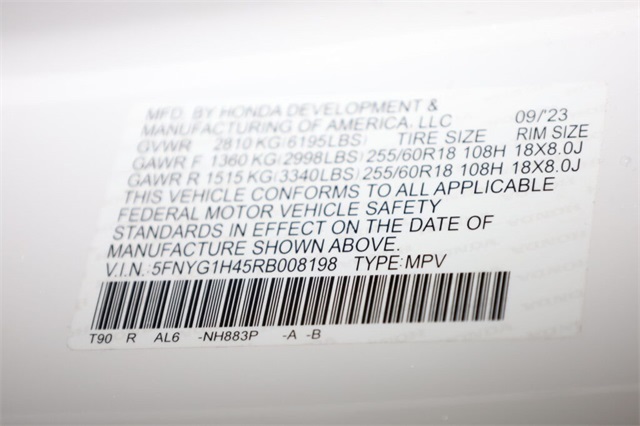 MFD. BY HONDA DEVELOPMENT &
MANUFACTURING OF AMERICA, LLC 09/'23
GVWR 2810 KG (6195LBS) TIRE SIZE RIM SIZE
GAWR F 1360 KG (2998LBS) 255/60R18 108H 18X8.0J
GAWR R 1515 KG (3340LBS) 255/60R18 108H 18X8.0J
THIS VEHICLE CONFORMS TO ALL APPLICABLE
FEDERAL MOTOR VEHICLE SAFETY
STANDARDS IN EFFECT ON THE DATE OF
MANUFACTURE SHOWN ABOVE.
V.I.N.: 5FNYG1H45RB008198 TYPE:MPV
T90 R AL6 -NH883P -A -B